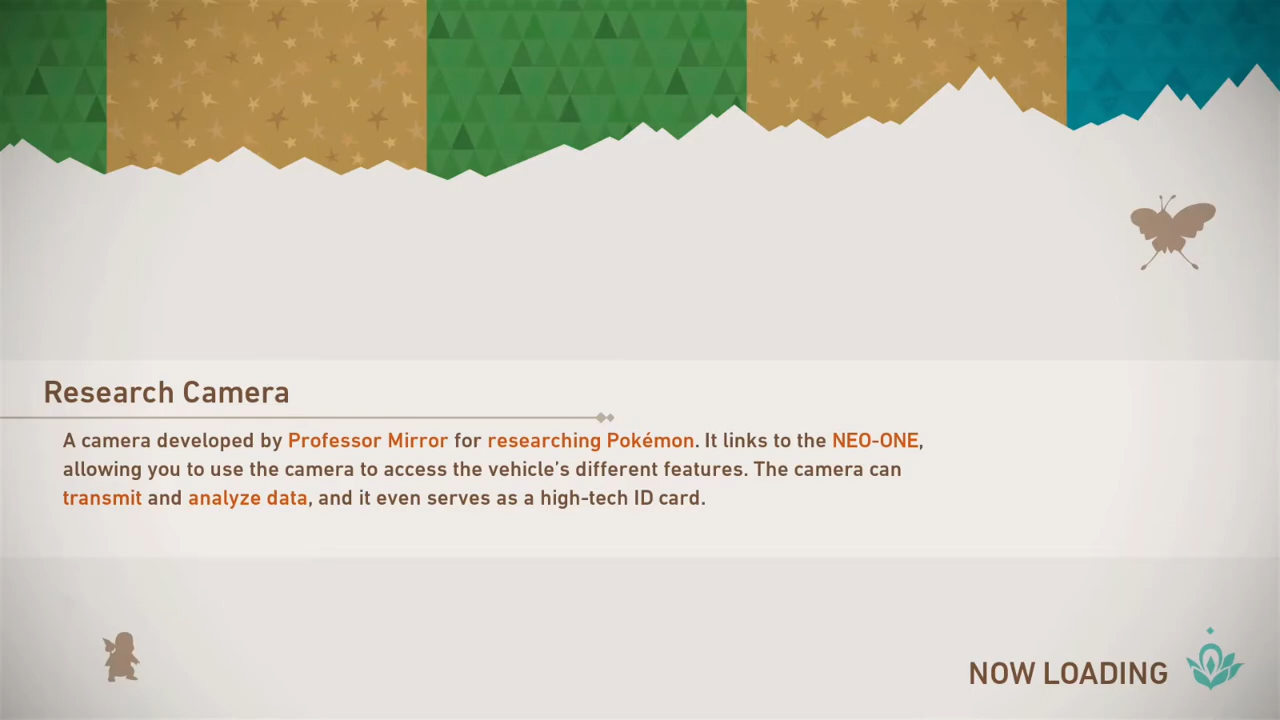 Research Camera
A camera developed by Professor Mirror for researching Pokémon. It links to the NEO-ONE,
allowing you to use the camera to access the vehicle's different features. The camera can
transmit and analyze data, and it even serves as a high-tech ID card.
NOW LOADING